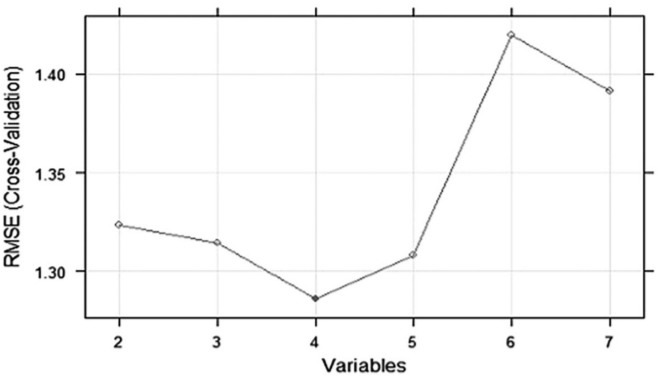 RMSE (Cross-Validation)
1.40
1.35
1.30
2 3 4 5 6 7
Variables